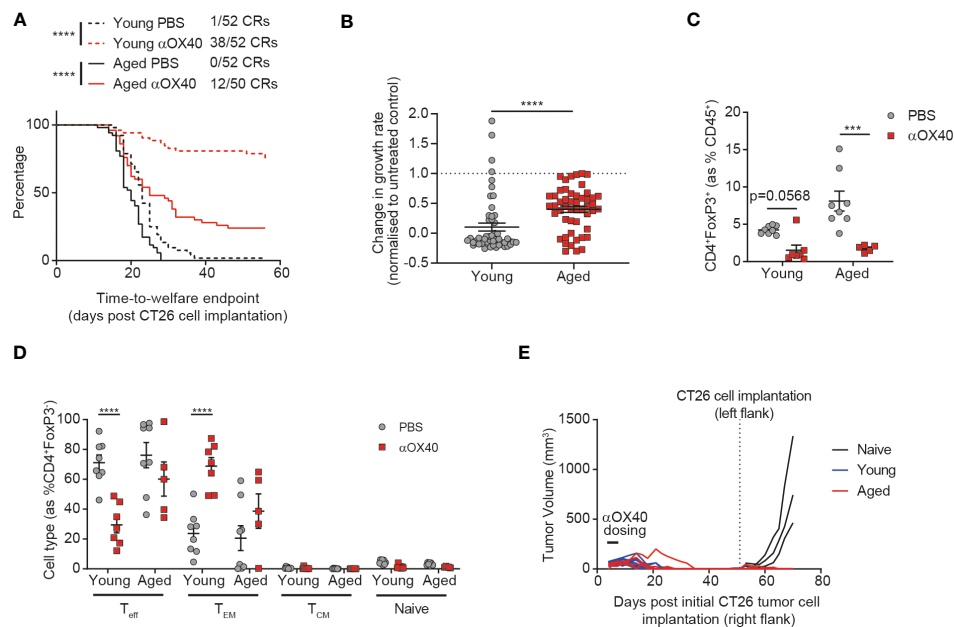 A
Young PBS 1/52 CRs
**** Young αOX40 38/52 CRs
Aged PBS 0/52 CRs
**** Aged αOX40 12/50 CRs
Percentage
100
50
0
0 20 40 60
Time-to-welfare endpoint
(days post CT26 cell implantation)
B
Change in growth rate
(normalised to untreated control)
****
2.0
1.5
1.0
0.5
0.0
-0.5
Young Aged
C
CD4⁺FoxP3⁺ (as % CD45⁺)
20
15
10
5
0
PBS
αOX40
***
p=0.0568
Young Aged
D
Cell type (as %CD4⁺FoxP3⁻)
100
80
60
40
20
0
**** ****
PBS
αOX40
Young Aged Young Aged Young Aged Young Aged
Teff TEM TCM Naive
E
CT26 cell implantation
(left flank)
Tumor Volume (mm³)
1500
1000
500
0
αOX40
dosing
Naive
Young
Aged
0 20 40 60 80
Days post initial CT26 tumor cell
implantation (right flank)